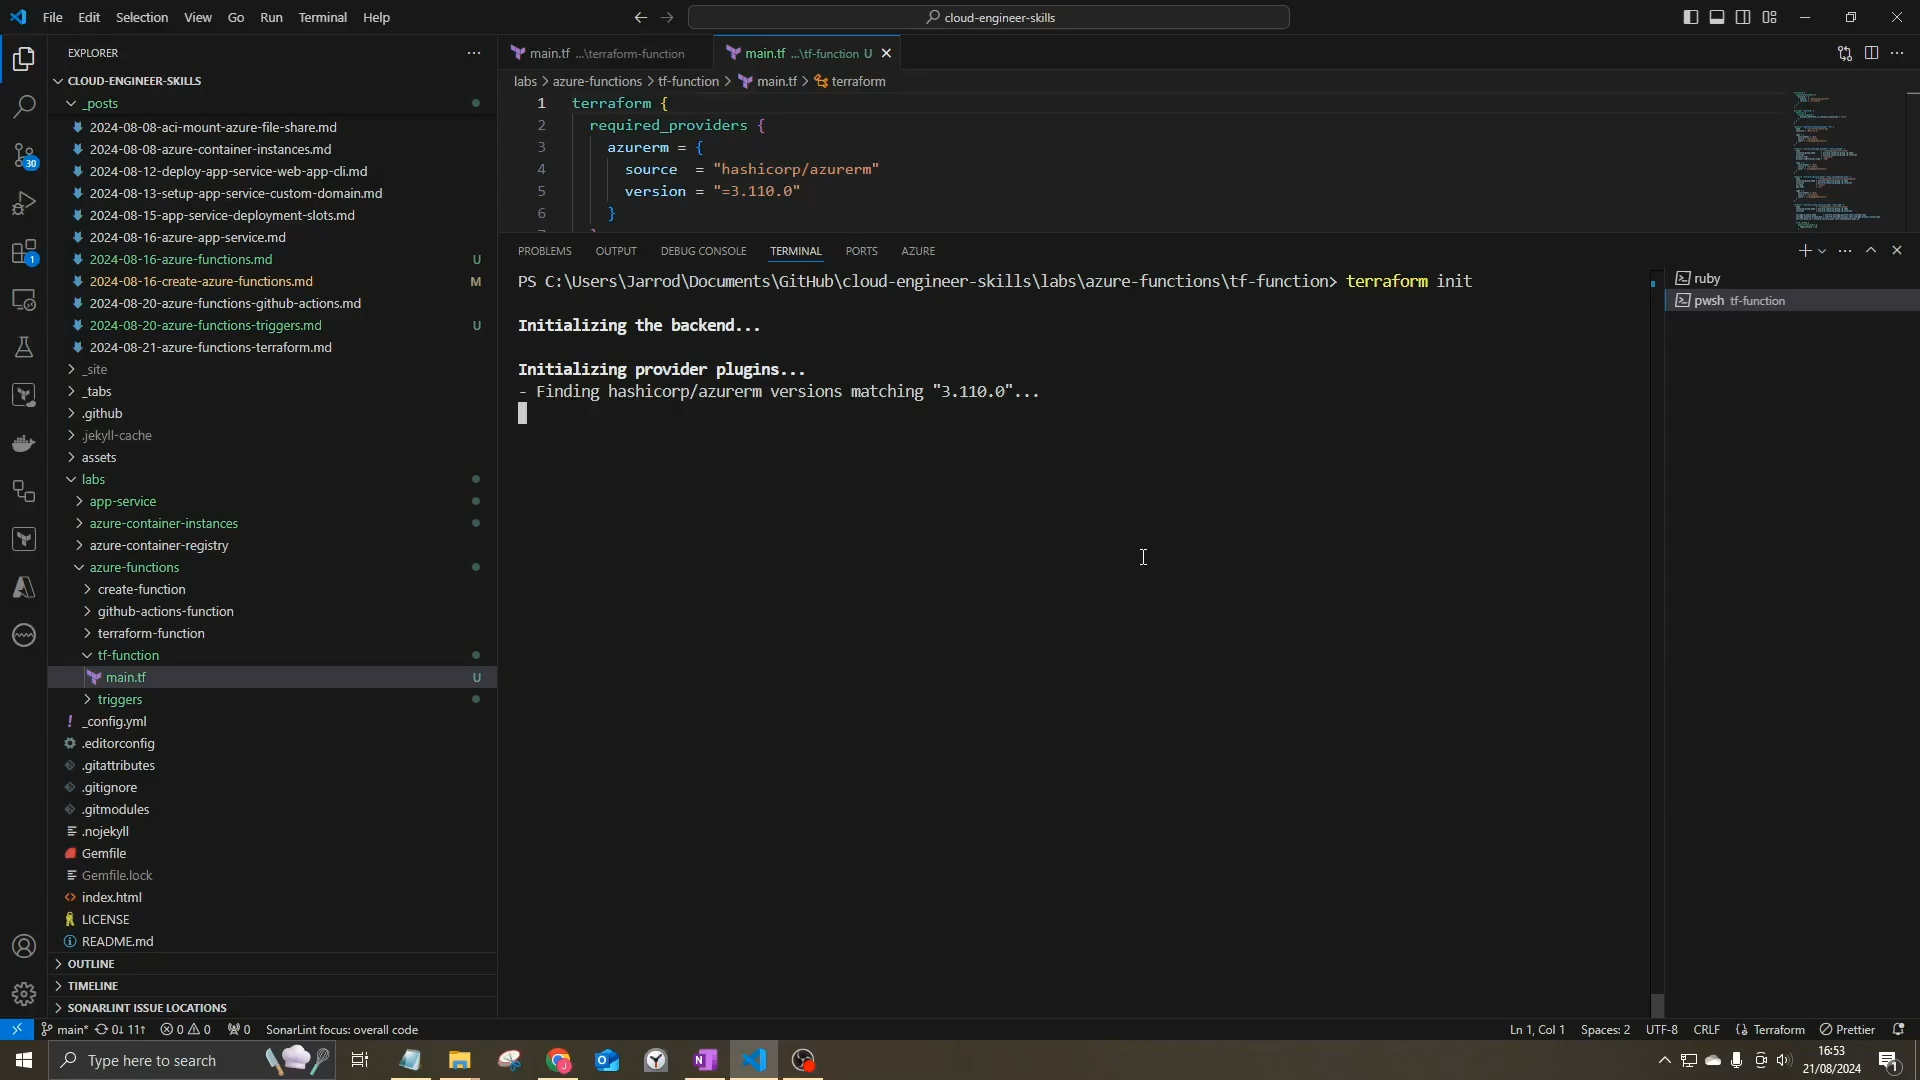 File Edit Selection View Go Run Terminal Help
cloud-engineer-skills
EXPLORER
CLOUD-ENGINEER-SKILLS
_posts
2024-08-08-aci-mount-azure-file-share.md
2024-08-08-azure-container-instances.md
2024-08-12-deploy-app-service-web-app-cli.md
2024-08-13-setup-app-service-custom-domain.md
2024-08-15-app-service-deployment-slots.md
2024-08-16-azure-app-service.md
2024-08-16-azure-functions.md U
2024-08-16-create-azure-functions.md M
2024-08-20-azure-functions-github-actions.md
2024-08-20-azure-functions-triggers.md U
2024-08-21-azure-functions-terraform.md
_site
_tabs
.github
.jekyll-cache
assets
labs
app-service
azure-container-instances
azure-container-registry
azure-functions
create-function
github-actions-function
terraform-function
tf-function
main.tf U
triggers
_config.yml
.editorconfig
.gitattributes
.gitignore
.gitmodules
.nojekyll
Gemfile
Gemfile.lock
index.html
LICENSE
README.md
OUTLINE
TIMELINE
SONARLINT ISSUE LOCATIONS
30
1
main.tf ...\terraform-function
main.tf ...\tf-function U
labs > azure-functions > tf-function > main.tf > terraform
1 terraform {
2 required_providers {
3 azurerm = {
4 source = "hashicorp/azurerm"
5 version = "=3.110.0"
6 }
PROBLEMS OUTPUT DEBUG CONSOLE TERMINAL PORTS AZURE
PS C:\Users\Jarrod\Documents\GitHub\cloud-engineer-skills\labs\azure-functions\tf-function> terraform init
Initializing the backend...
Initializing provider plugins...
- Finding hashicorp/azurerm versions matching "3.110.0"...
ruby
pwsh tf-function
main* 0↓ 11↑ 0 0 0 SonarLint focus: overall code
Ln 1, Col 1 Spaces: 2 UTF-8 CRLF Terraform Prettier
Type here to search
16:53
21/08/2024
1